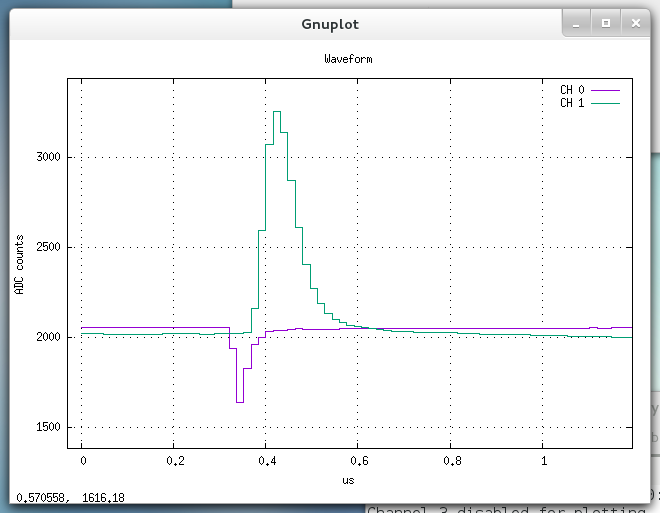 Gnuplot
Waveform
CH 0
CH 1
3000
2500
2000
1500
ADC counts
0
0.2
0.4
0.6
0.8
1
us
0.570558, 1616.18
y
b
0:
Channel 3 disabled for plotting